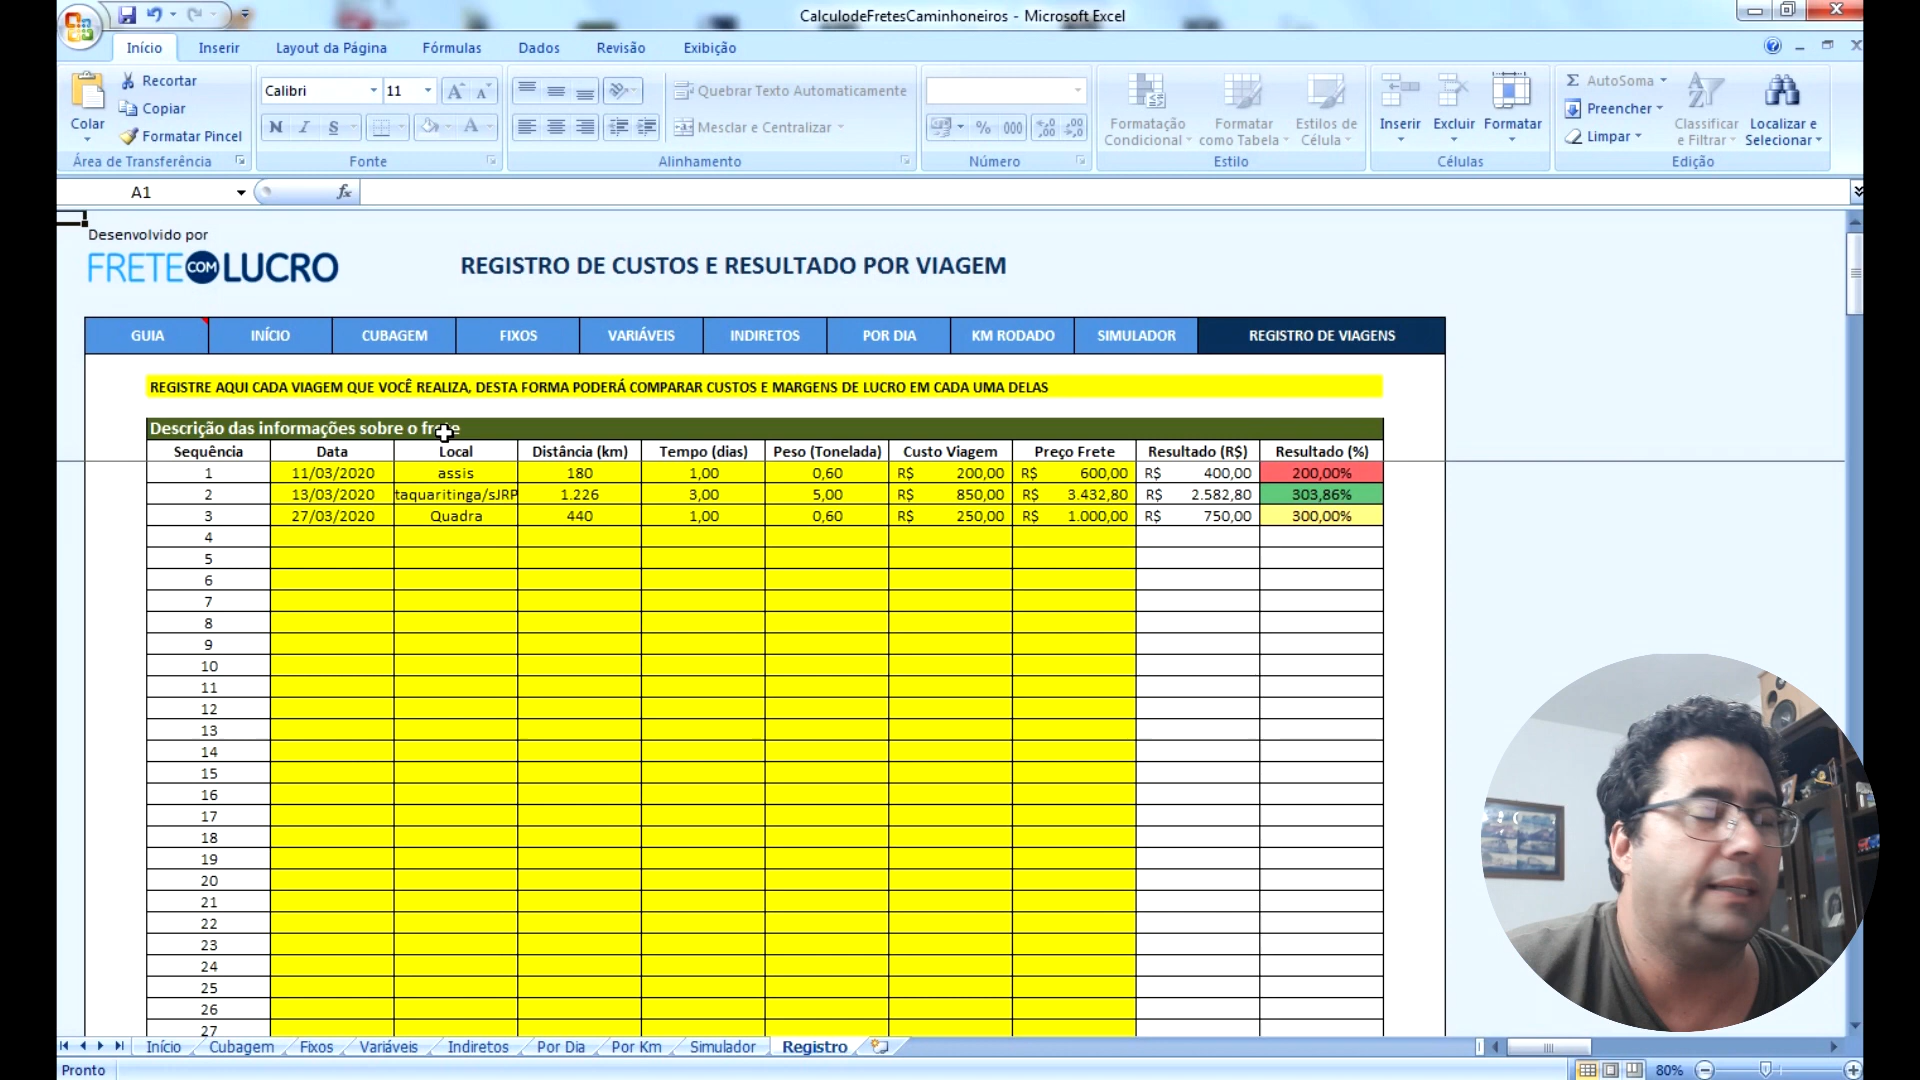 CalculodeFretesCaminhoneiros - Microsoft Excel
Início Inserir Layout da Página Fórmulas Dados Revisão Exibição
Colar
Recortar
Copiar
Formatar Pincel
Área de Transferência
Calibri 11
N I S
Fonte
Quebrar Texto Automaticamente
Mesclar e Centralizar
Alinhamento
% 000
Número
Formatação Condicional
Formatar como Tabela
Estilos de Célula
Estilo
Inserir Excluir Formatar
Células
Σ AutoSoma
Preencher
Limpar
Classificar e Filtrar
Localizar e Selecionar
Edição
A1 fx
Desenvolvido por
FRETE COM LUCRO
REGISTRO DE CUSTOS E RESULTADO POR VIAGEM
GUIA INÍCIO CUBAGEM FIXOS VARIÁVEIS INDIRETOS POR DIA KM RODADO SIMULADOR REGISTRO DE VIAGENS
REGISTRE AQUI CADA VIAGEM QUE VOCÊ REALIZA, DESTA FORMA PODERÁ COMPARAR CUSTOS E MARGENS DE LUCRO EM CADA UMA DELAS
Descrição das informações sobre o frete
Sequência Data Local Distância (km) Tempo (dias) Peso (Tonelada) Custo Viagem Preço Frete Resultado (R$) Resultado (%)
1 11/03/2020 assis 180 1,00 0,60 R$ 200,00 R$ 600,00 R$ 400,00 200,00%
2 13/03/2020 taquaritinga/sJRP 1.226 3,00 5,00 R$ 850,00 R$ 3.432,80 R$ 2.582,80 303,86%
3 27/03/2020 Quadra 440 1,00 0,60 R$ 250,00 R$ 1.000,00 R$ 750,00 300,00%
4
5
6
7
8
9
10
11
12
13
14
15
16
17
18
19
20
21
22
23
24
25
26
27
Início Cubagem Fixos Variáveis Indiretos Por Dia Por Km Simulador Registro
Pronto 80%